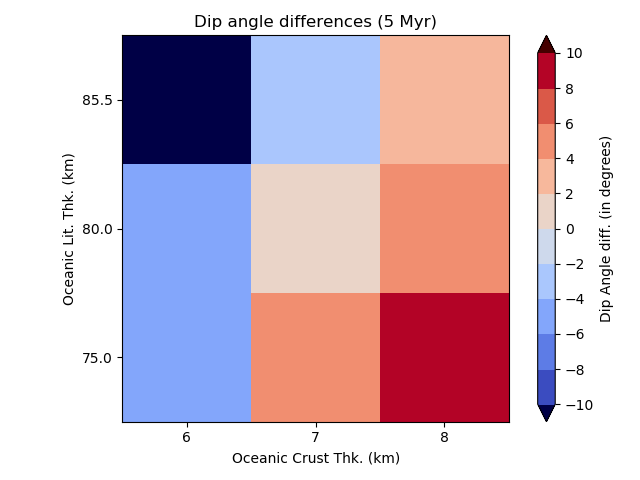 Dip angle differences (5 Myr)
85.5
80.0
75.0
Oceanic Lit. Thk. (km)
6 7 8
Oceanic Crust Thk. (km)
10
8
6
4
2
0
−2
−4
−6
−8
−10
Dip Angle diff. (in degrees)